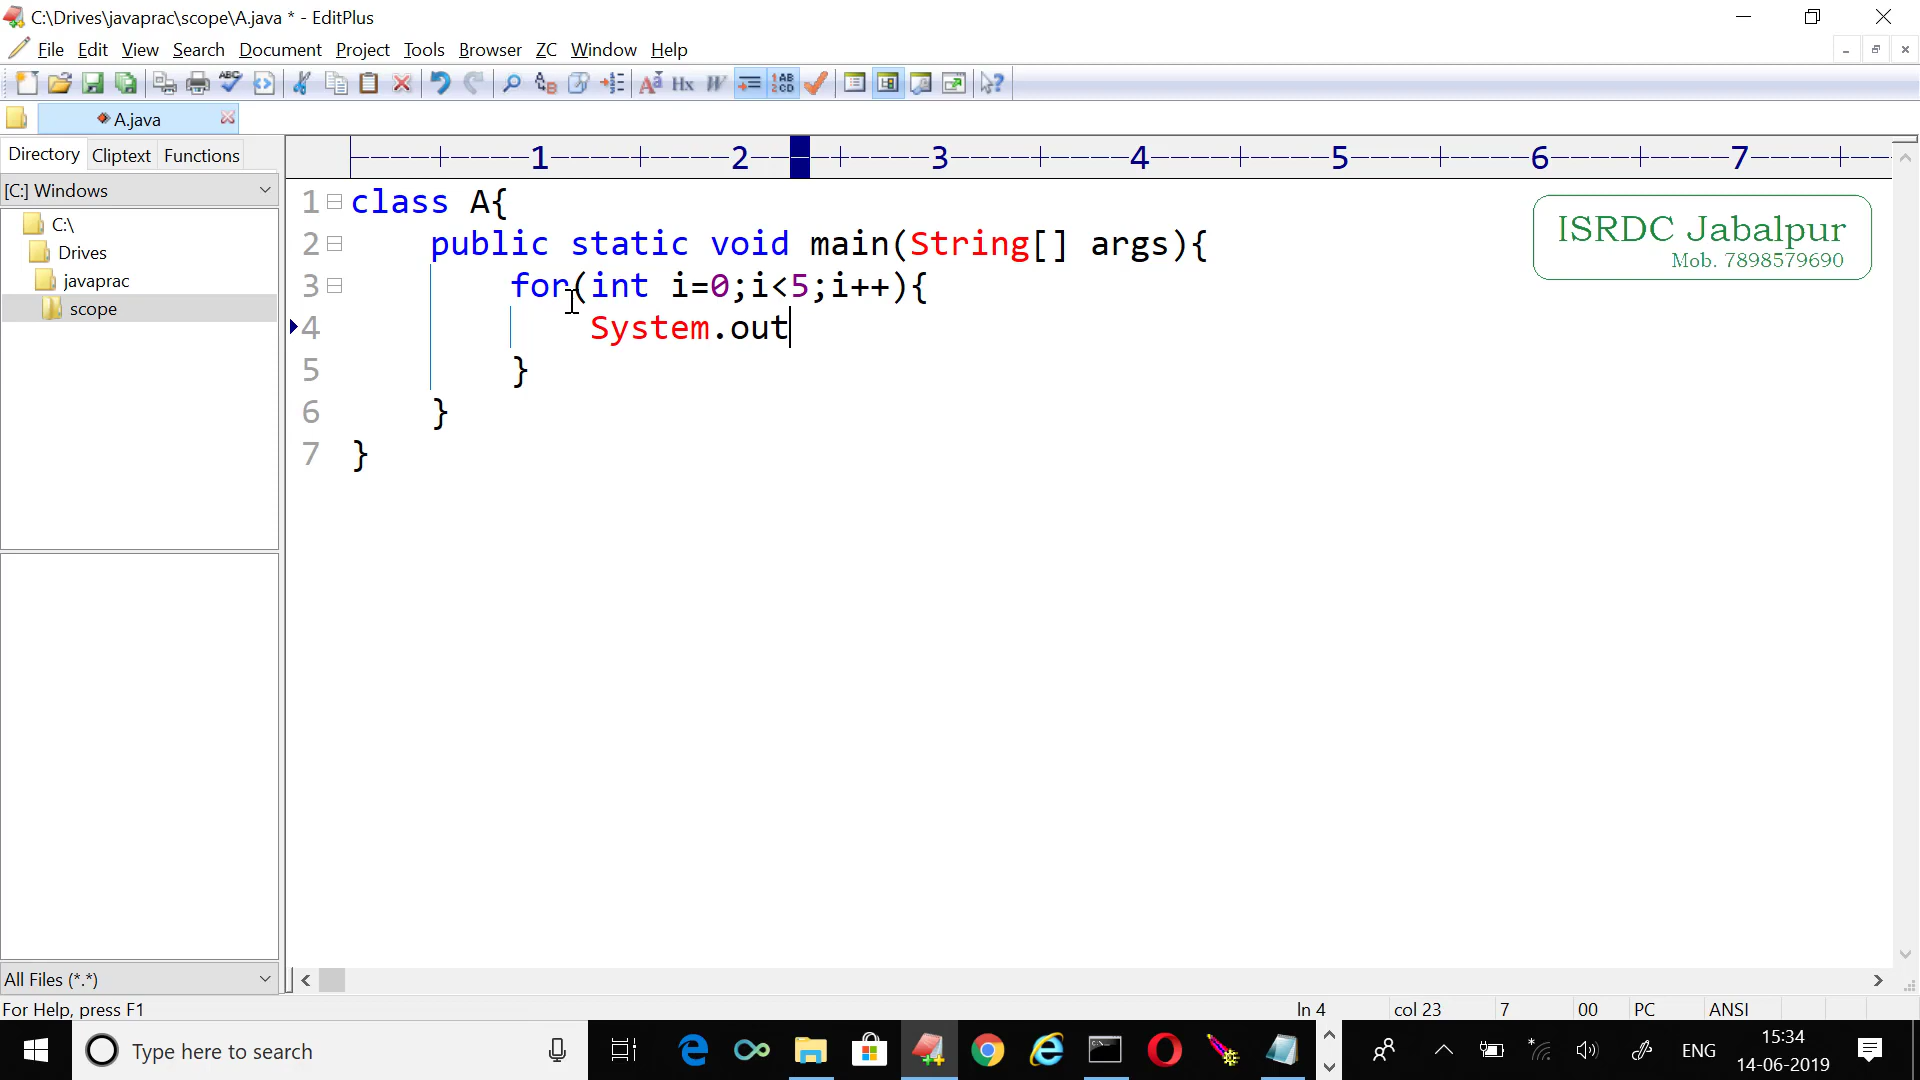 C:\Drives\javaprac\scope\A.java * - EditPlus
File Edit View Search Document Project Tools Browser ZC Window Help
A.java
Directory Cliptext Functions
[C:] Windows
C:\
Drives
javaprac
scope
1 2 3 4 5 6 7
1 class A{
2 public static void main(String[] args){
3 for(int i=0;i<5;i++){
4 System.out
5 }
6 }
7 }
ISRDC Jabalpur
Mob. 7898579690
All Files (*.*)
For Help, press F1
ln 4 col 23 7 00 PC ANSI
Type here to search
ENG
15:34
14-06-2019